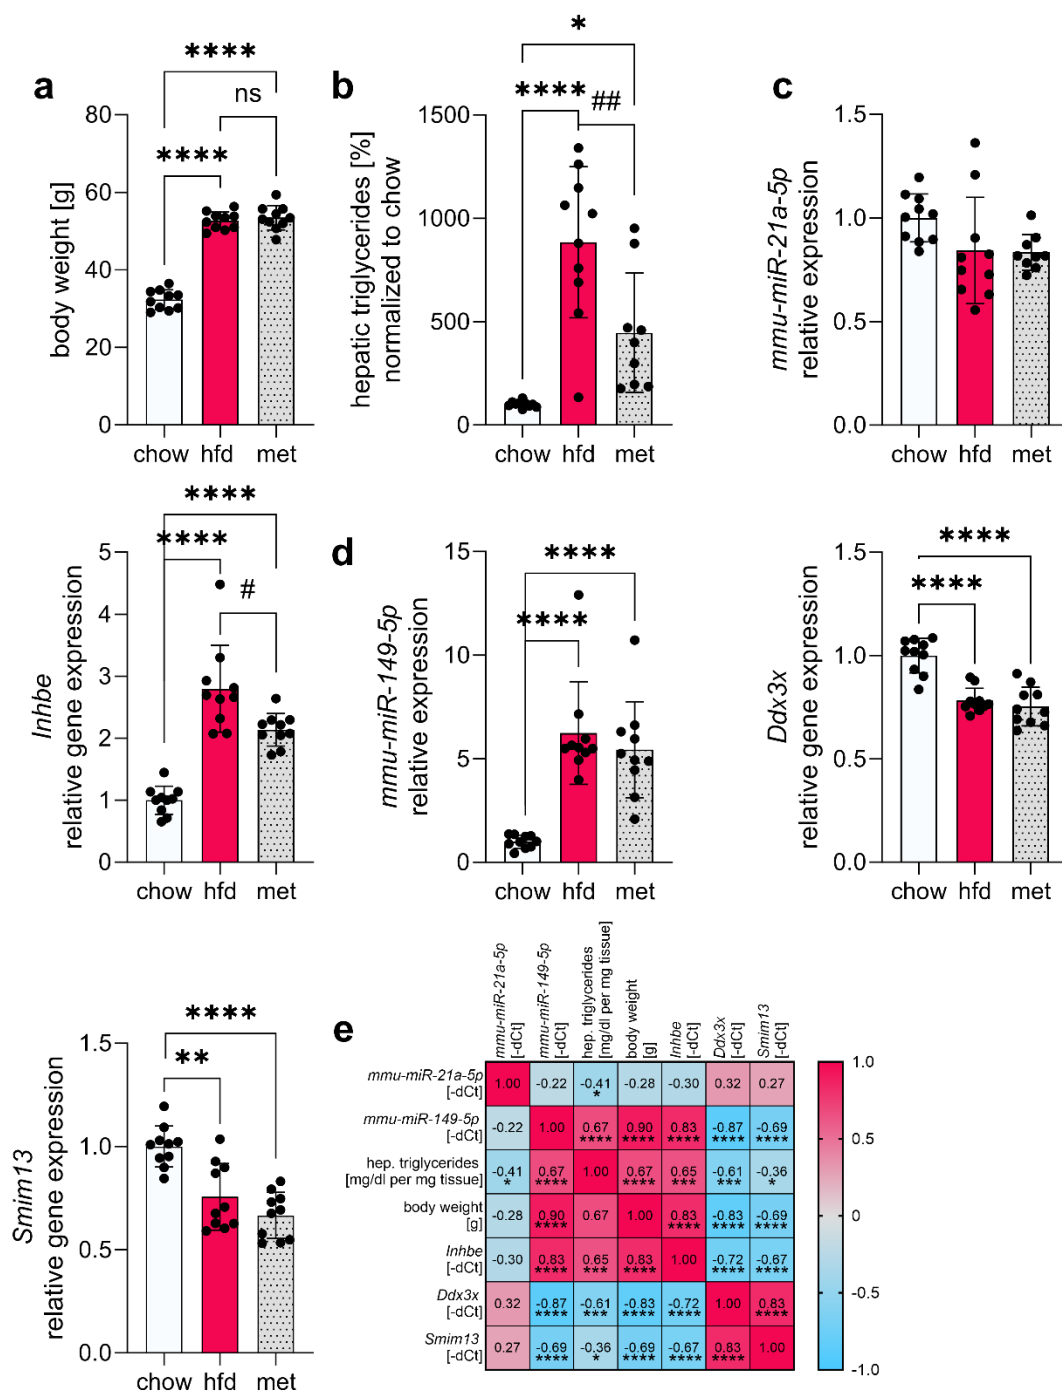 a
body weight [g]
80
60
40
20
0
****
****
ns
chow hfd met
b
hepatic triglycerides [%]
normalized to chow
1500
1000
500
0
*
****
##
chow hfd met
c
mmu-miR-21a-5p
relative expression
1.5
1.0
0.5
0.0
chow hfd met
Inhbe
relative gene expression
5
4
3
2
1
0
****
****
#
chow hfd met
d
mmu-miR-149-5p
relative expression
15
10
5
0
****
****
chow hfd met
Ddx3x
relative gene expression
1.5
1.0
0.5
0.0
****
****
chow hfd met
Smim13
relative gene expression
1.5
1.0
0.5
0.0
****
**
chow hfd met
e
mmu-miR-21a-5p
[-dCt]
mmu-miR-149-5p
[-dCt]
hep. triglycerides
[mg/dl per mg tissue]
body weight
[g]
Inhbe
[-dCt]
Ddx3x
[-dCt]
Smim13
[-dCt]
mmu-miR-21a-5p
[-dCt]
1.00 -0.22 -0.41 -0.28 -0.30 0.32 0.27
*
mmu-miR-149-5p
[-dCt]
-0.22 1.00 0.67 0.90 0.83 -0.87 -0.69
**** **** **** **** ****
hep. triglycerides
[mg/dl per mg tissue]
-0.41 0.67 1.00 0.67 0.65 -0.61 -0.36
* **** **** *** *** *
body weight
[g]
-0.28 0.90 0.67 1.00 0.83 -0.83 -0.69
**** **** **** ****
Inhbe
[-dCt]
-0.30 0.83 0.65 0.83 1.00 -0.72 -0.67
**** *** **** **** ****
Ddx3x
[-dCt]
0.32 -0.87 -0.61 -0.83 -0.72 1.00 0.83
**** *** **** **** ****
Smim13
[-dCt]
0.27 -0.69 -0.36 -0.69 -0.67 0.83 1.00
**** * **** **** ****
1.0
0.5
0
-0.5
-1.0